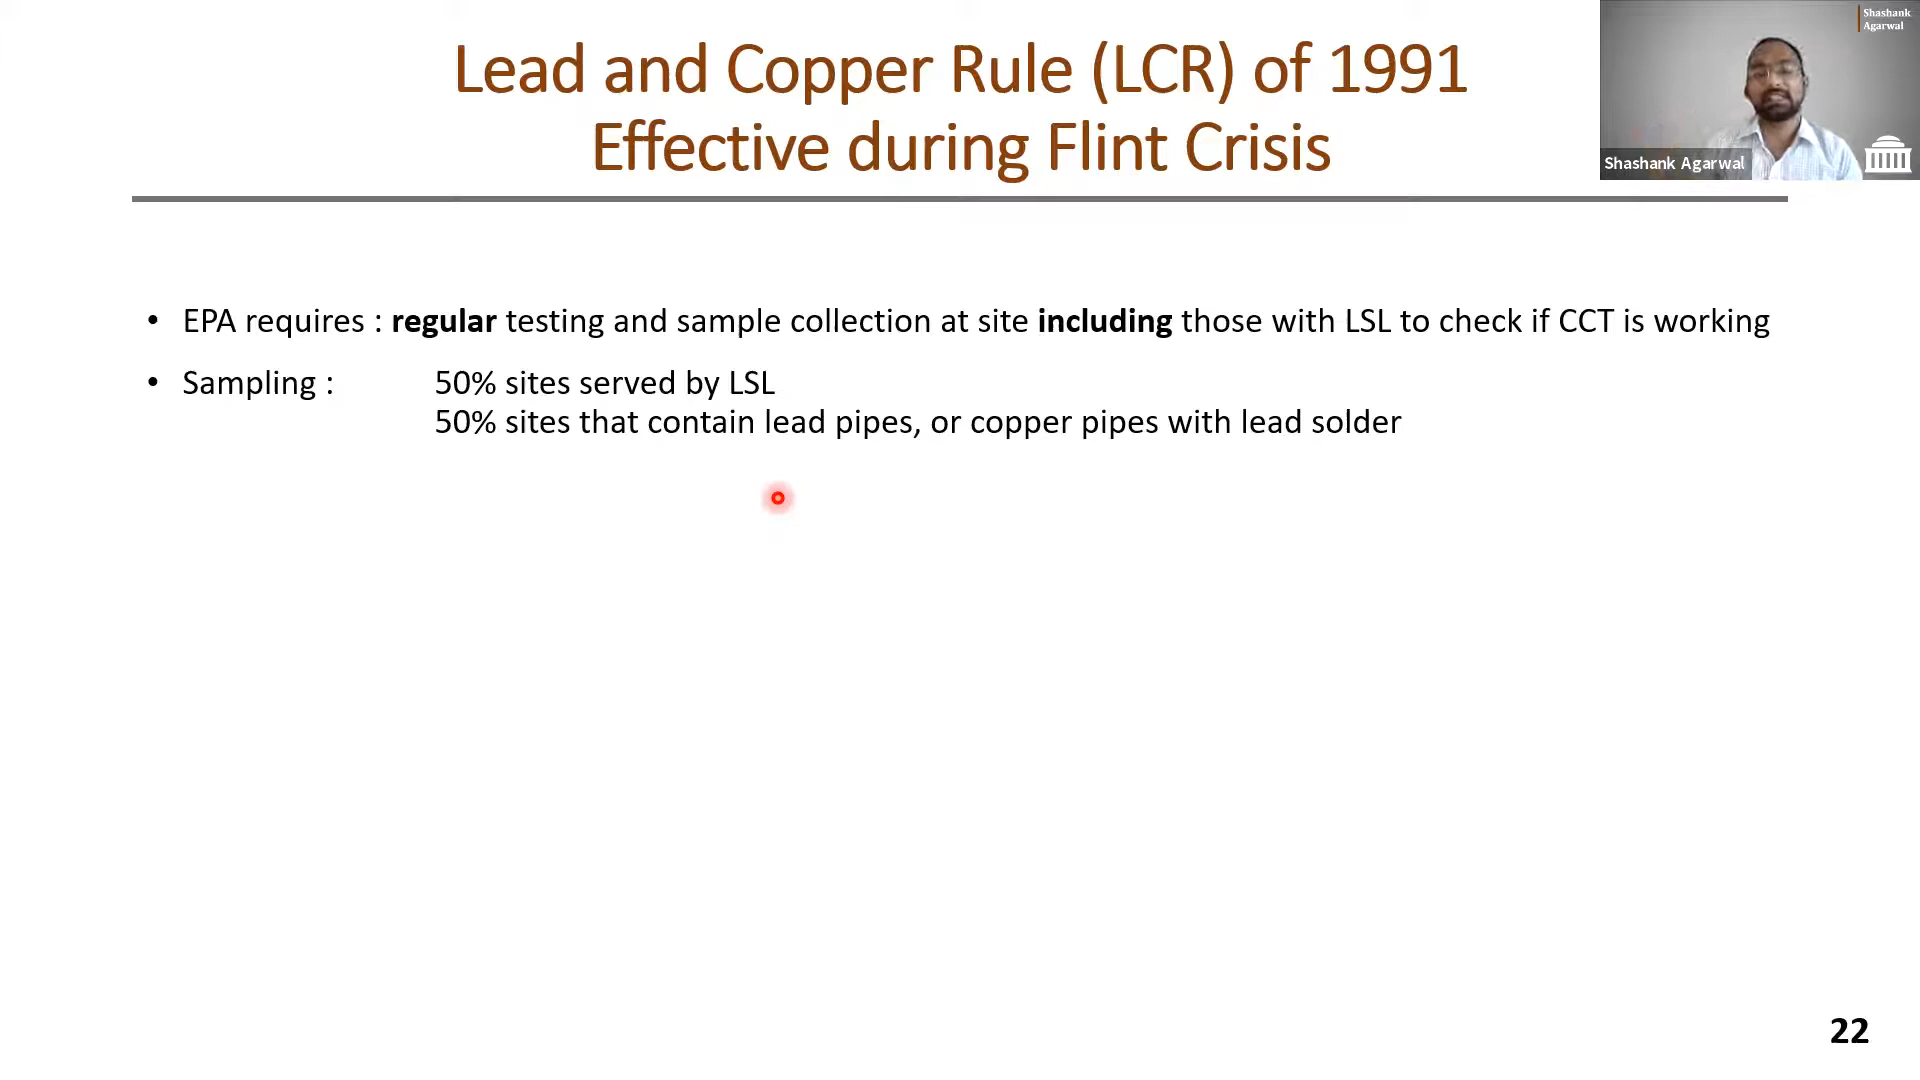 Lead and Copper Rule (LCR) of 1991
Effective during Flint Crisis
Shashank
Agarwal
Shashank Agarwal
• EPA requires : regular testing and sample collection at site including those with LSL to check if CCT is working
• Sampling : 50% sites served by LSL
50% sites that contain lead pipes, or copper pipes with lead solder
22